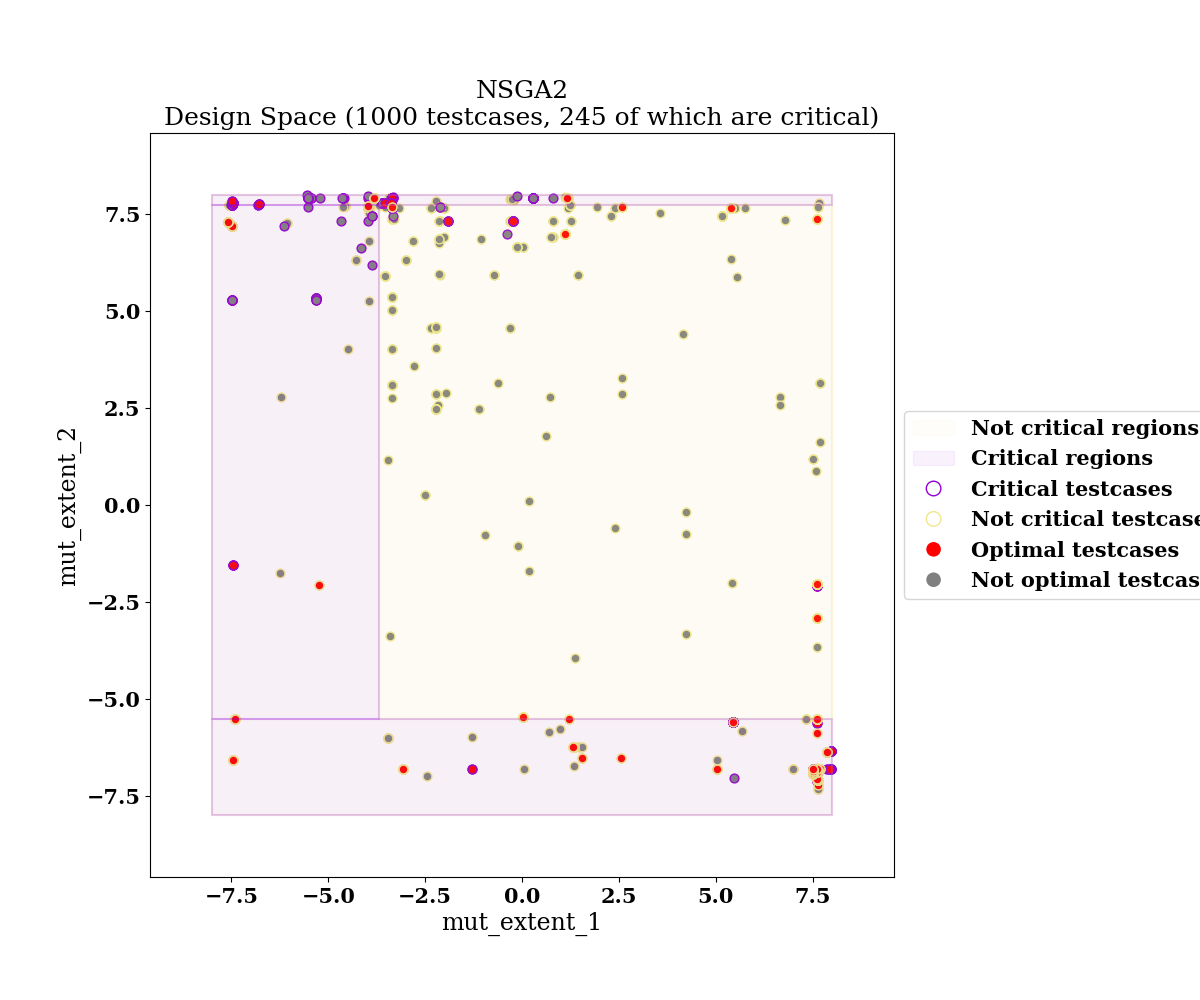 NSGA2
Design Space (1000 testcases, 245 of which are critical)
7.5
5.0
2.5
0.0
−2.5
−5.0
−7.5
mut_extent_2
−7.5
−5.0
−2.5
0.0
2.5
5.0
7.5
mut_extent_1
Not critical regions
Critical regions
Critical testcases
Not critical testcase
Optimal testcases
Not optimal testcas